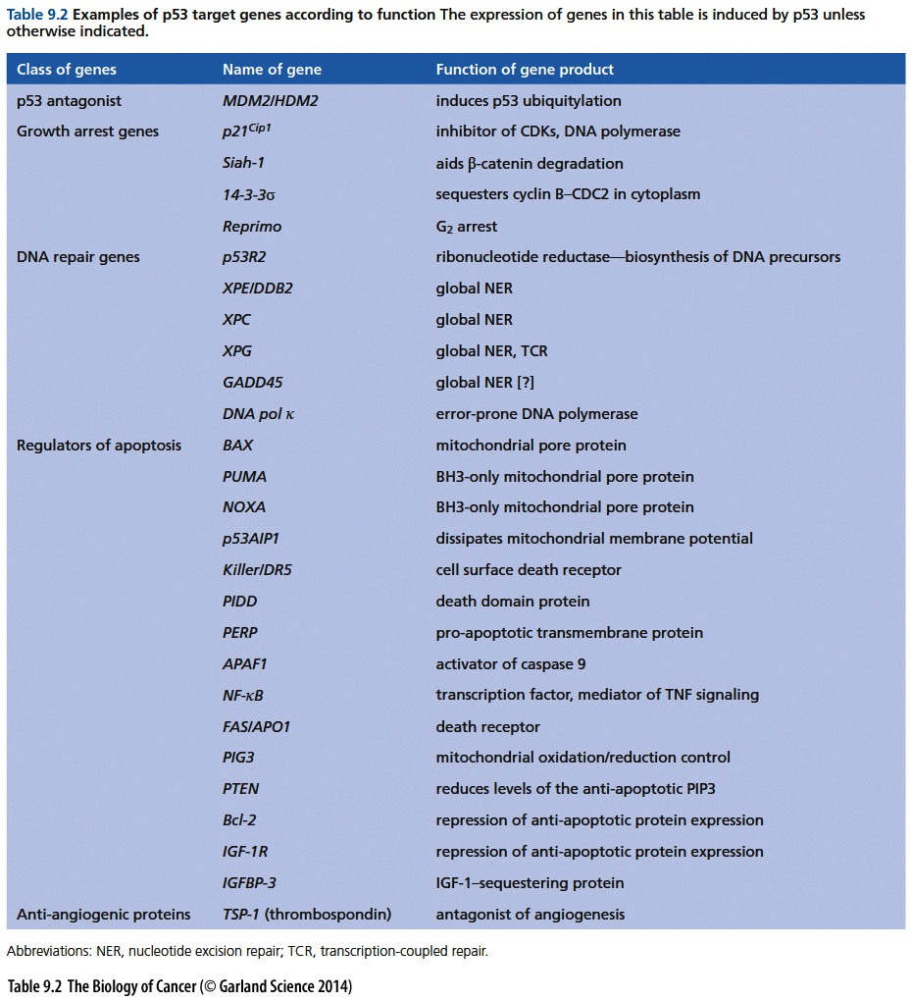 Table 9.2 Examples of p53 target genes according to function The expression of genes in this table is induced by p53 unless
otherwise indicated.
Class of genes Name of gene Function of gene product
p53 antagonist MDM2/HDM2 induces p53 ubiquitylation
Growth arrest genes p21Cip1 inhibitor of CDKs, DNA polymerase
Siah-1 aids β-catenin degradation
14-3-3σ sequesters cyclin B–CDC2 in cytoplasm
Reprimo G2 arrest
DNA repair genes p53R2 ribonucleotide reductase—biosynthesis of DNA precursors
XPE/DDB2 global NER
XPC global NER
XPG global NER, TCR
GADD45 global NER [?]
DNA pol κ error-prone DNA polymerase
Regulators of apoptosis BAX mitochondrial pore protein
PUMA BH3-only mitochondrial pore protein
NOXA BH3-only mitochondrial pore protein
p53AIP1 dissipates mitochondrial membrane potential
Killer/DR5 cell surface death receptor
PIDD death domain protein
PERP pro-apoptotic transmembrane protein
APAF1 activator of caspase 9
NF-κB transcription factor, mediator of TNF signaling
FAS/APO1 death receptor
PIG3 mitochondrial oxidation/reduction control
PTEN reduces levels of the anti-apoptotic PIP3
Bcl-2 repression of anti-apoptotic protein expression
IGF-1R repression of anti-apoptotic protein expression
IGFBP-3 IGF-1–sequestering protein
Anti-angiogenic proteins TSP-1 (thrombospondin) antagonist of angiogenesis
Abbreviations: NER, nucleotide excision repair; TCR, transcription-coupled repair.
Table 9.2 The Biology of Cancer (© Garland Science 2014)